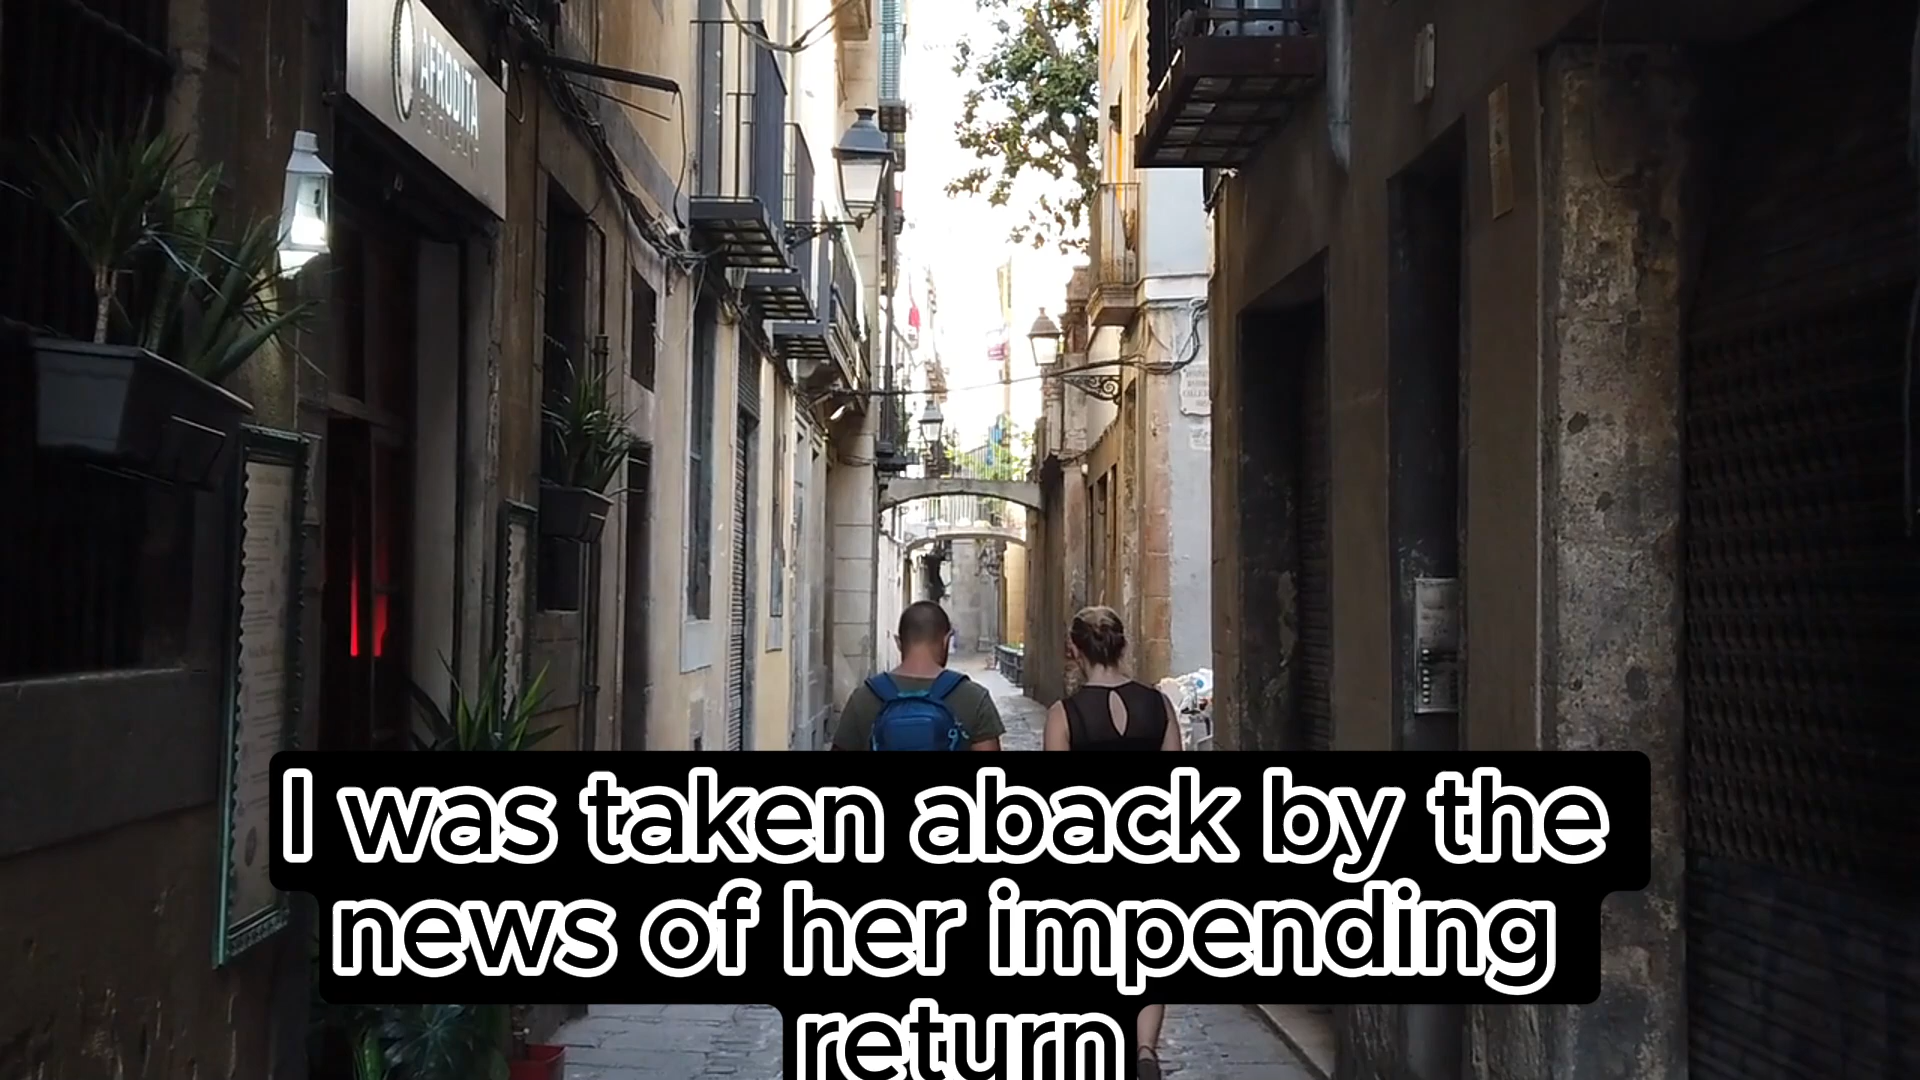 AFRODITA
I was taken aback by the
news of her impending
return